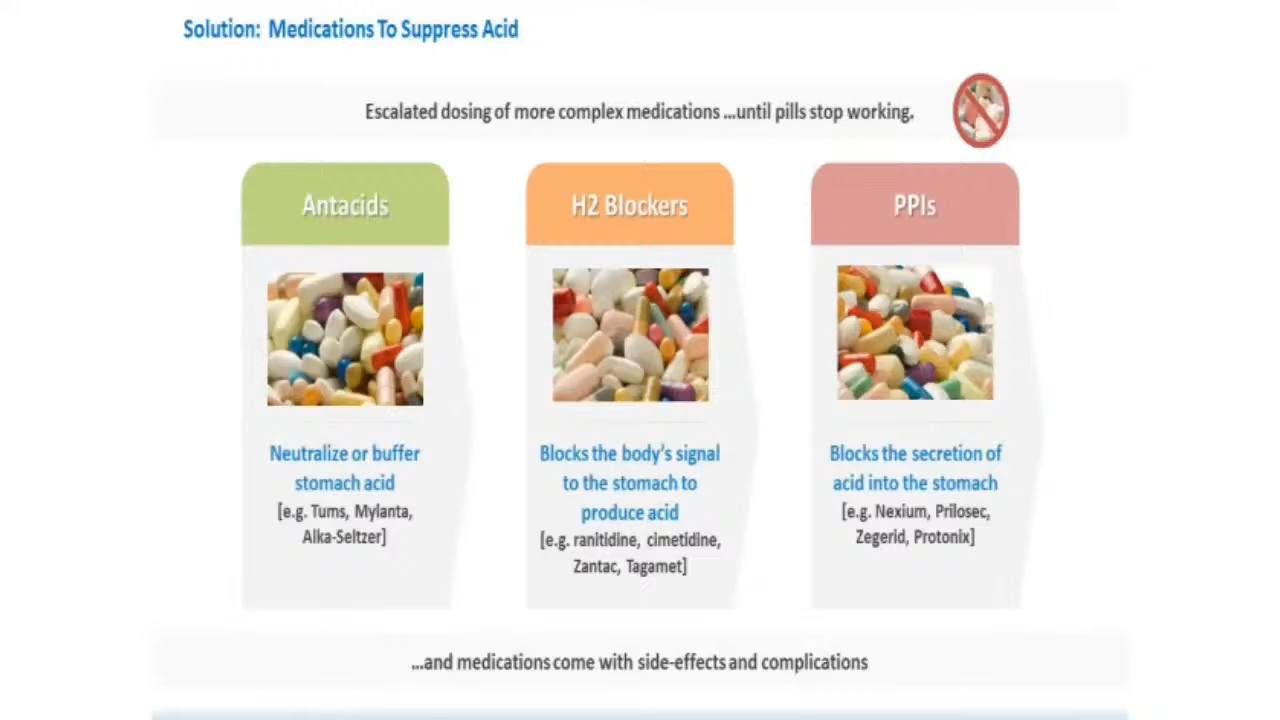 Solution: Medications To Suppress Acid
Escalated dosing of more complex medications ...until pills stop working.
Antacids
Neutralize or buffer
stomach acid
[e.g. Tums, Mylanta,
Alka-Seltzer]
H2 Blockers
Blocks the body's signal
to the stomach to
produce acid
[e.g. ranitidine, cimetidine,
Zantac, Tagamet]
PPIs
Blocks the secretion of
acid into the stomach
[e.g. Nexium, Prilosec,
Zegerid, Protonix]
...and medications come with side-effects and complications